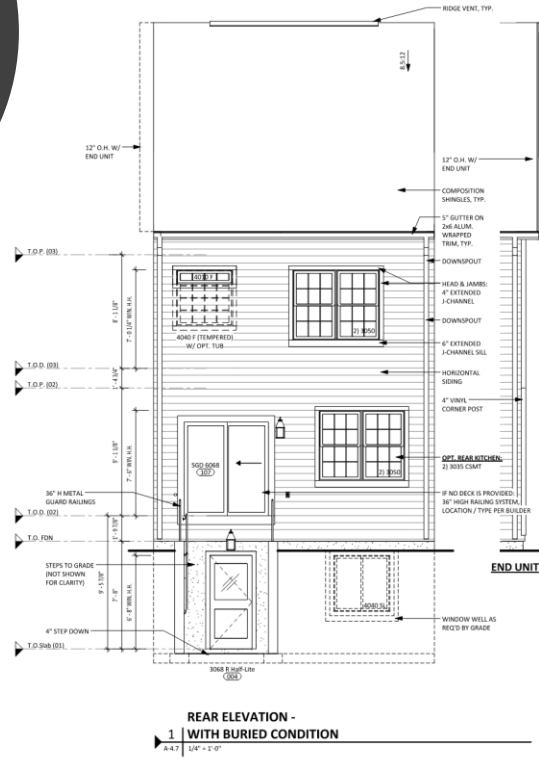 RIDGE VENT, TYP.
8.5:12
12" O.H. W/
END UNIT
12" O.H. W/
END UNIT
COMPOSITION
SHINGLES, TYP.
5" GUTTER ON
2x6 ALUM.
WRAPPED
TRIM, TYP.
T.O.P. (03)
DOWNSPOUT
4010 F
HEAD & JAMBS:
4" EXTENDED
J-CHANNEL
8' - 1 1/8"
7' - 0 1/4" WIN. H.H.
DOWNSPOUT
2) 3050
4040 F (TEMPERED)
W/ OPT. TUB
6" EXTENDED
J-CHANNEL SILL
T.O.D. (03)
HORIZONTAL
SIDING
1' - 4 3/4"
T.O.P. (02)
4" VINYL
CORNER POST
9' - 1 1/8"
7' - 6" WIN. H.H.
SGD 6068
107
OPT. REAR KITCHEN:
2) 3035 CSMT
2) 3050
36" H METAL
GUARD RAILINGS
IF NO DECK IS PROVIDED:
36" HIGH RAILING SYSTEM,
LOCATION / TYPE PER BUILDER
T.O.D. (02)
T.O. FDN
STEPS TO GRADE
(NOT SHOWN
FOR CLARITY)
END UNIT
7' - 8"
6' - 8" WIN. H.H.
4040 SL
WINDOW WELL AS
REQ'D BY GRADE
4" STEP DOWN
T.O.Slab (01)
3068 R Half-Lite
004
REAR ELEVATION -
1 WITH BURIED CONDITION
A-4.7 1/4" = 1'-0"